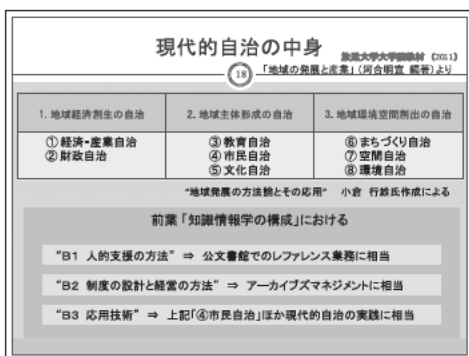 現代的自治の中身
放送大学大学院教材 (2011)
18
「地域の発展と産業」(河合明宣 編著)より
1. 地域経済創生の自治
2. 地域主体形成の自治
3. 地域環境空間創出の自治
①経済・産業自治
②財政自治
③教育自治
④市民自治
⑤文化自治
⑥まちづくり自治
⑦空間自治
⑧環境自治
"地域発展の方法論とその応用" 小倉 行雄氏作成による
前葉「知識情報学の構成」における
"B1 人的支援の方法" ⇒ 公文書館でのレファレンス業務に相当
"B2 制度の設計と経営の方法" ⇒ アーカイブズマネジメントに相当
"B3 応用技術" ⇒ 上記「④市民自治」ほか現代的自治の実践に相当